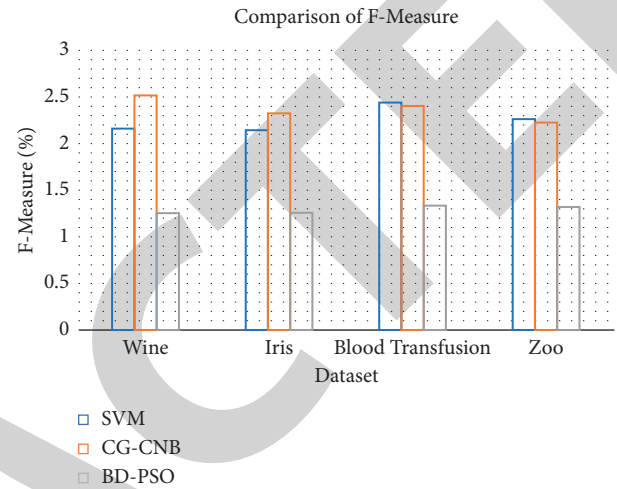 Comparison of F-Measure
3
2.5
2
1.5
1
0.5
0
F-Measure (%)
Wine
Iris
Blood Transfusion
Zoo
Dataset
SVM
CG-CNB
BD-PSO